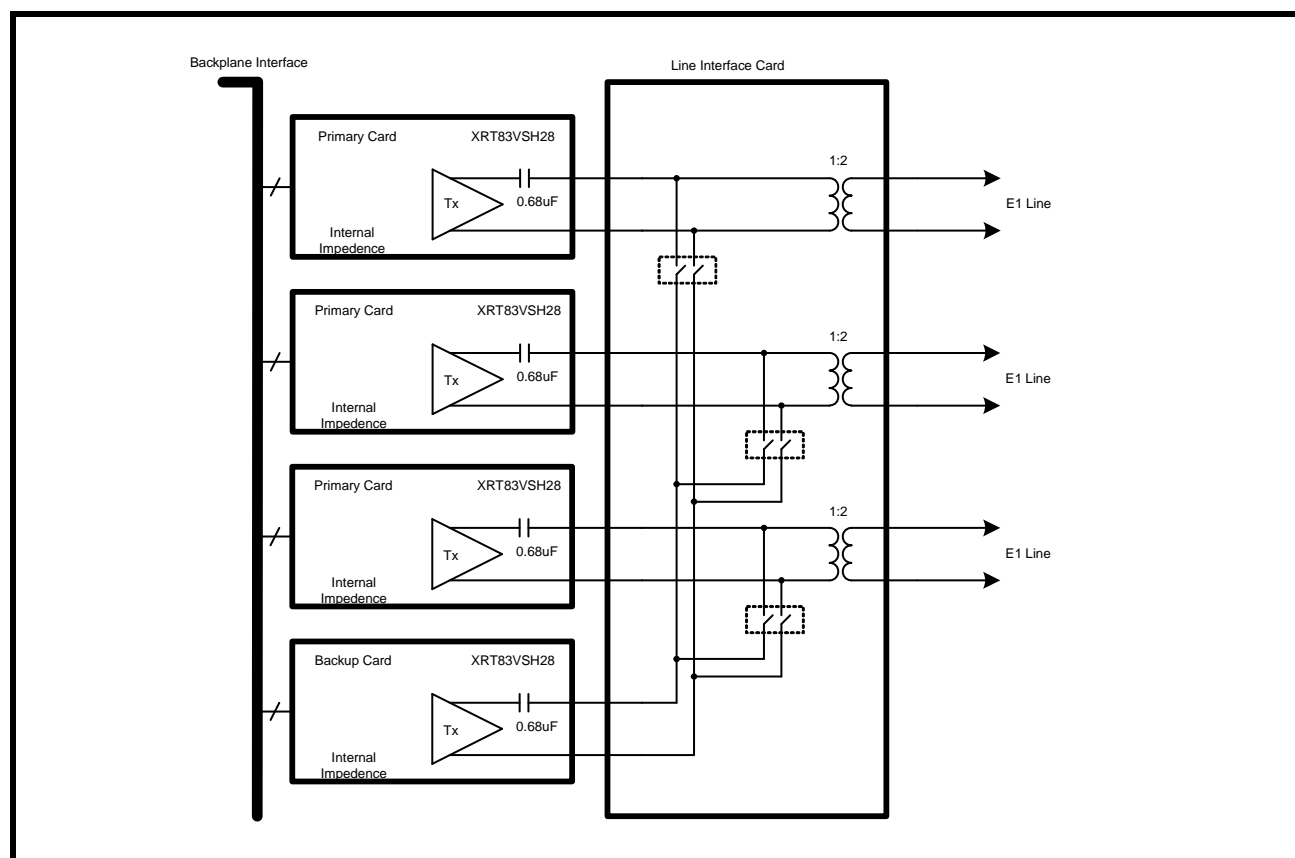 Backplane Interface
Line Interface Card
Primary Card
XRT83VSH28
Tx
0.68uF
Internal
Impedence
1:2
E1 Line
Primary Card
XRT83VSH28
Tx
0.68uF
Internal
Impedence
1:2
E1 Line
Primary Card
XRT83VSH28
Tx
0.68uF
Internal
Impedence
1:2
E1 Line
Backup Card
XRT83VSH28
Tx
0.68uF
Internal
Impedence